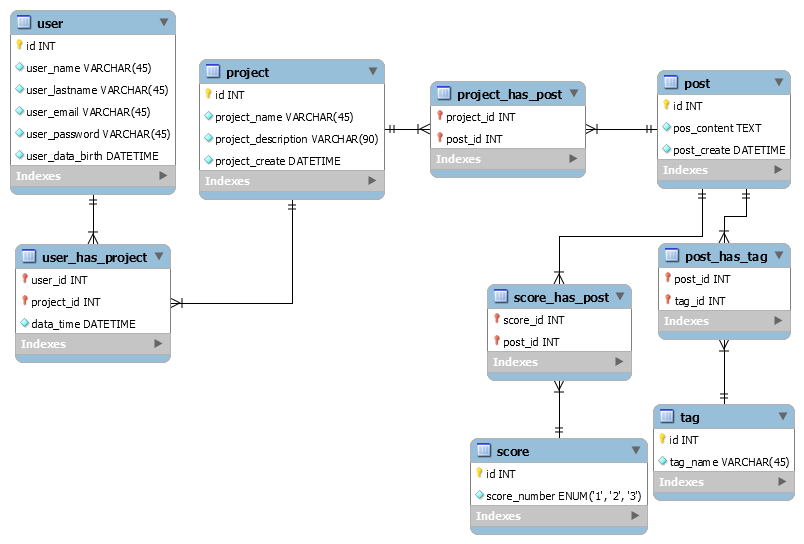 user
id INT
user_name VARCHAR(45)
user_lastname VARCHAR(45)
user_email VARCHAR(45)
user_password VARCHAR(45)
user_data_birth DATETIME
Indexes
project
id INT
project_name VARCHAR(45)
project_description VARCHAR(90)
project_create DATETIME
Indexes
project_has_post
project_id INT
post_id INT
Indexes
post
id INT
pos_content TEXT
post_create DATETIME
Indexes
user_has_project
user_id INT
project_id INT
data_time DATETIME
Indexes
score_has_post
score_id INT
post_id INT
Indexes
post_has_tag
post_id INT
tag_id INT
Indexes
score
id INT
score_number ENUM('1', '2', '3')
Indexes
tag
id INT
tag_name VARCHAR(45)
Indexes